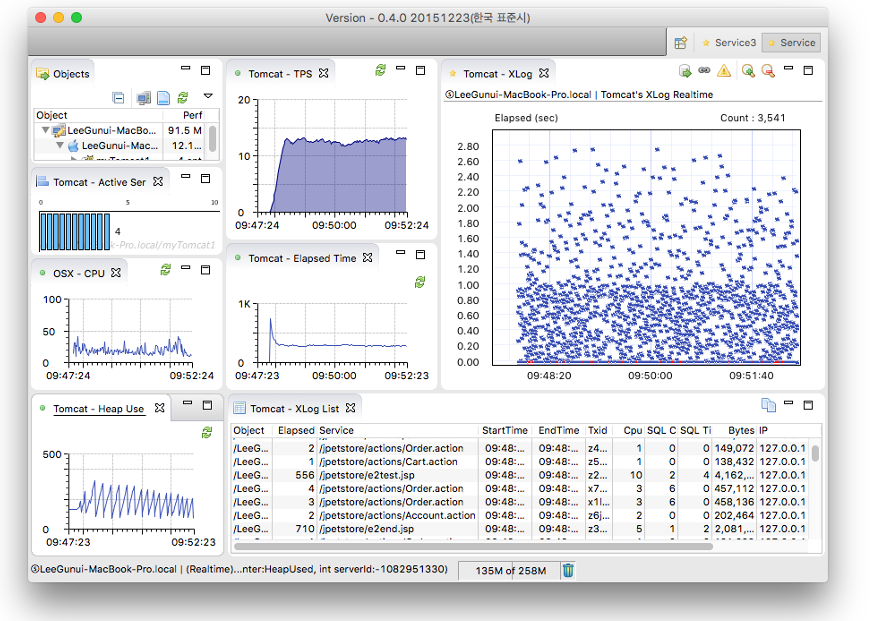 Version - 0.4.0 20151223(한국 표준시)
Service3 Service
Objects
Object Perf
LeeGunui-MacBo... 91.5 M
LeeGunui-Mac... 12.1...
Tomcat - Active Ser
0 5 10
4
k-Pro.local/myTomcat1
OSX - CPU
100
50
0
09:47:24 09:52:24
Tomcat - Heap Use
500
0
09:47:23 09:52:23
Tomcat - TPS
20
10
0
09:47:24 09:50:00 09:52:24
Tomcat - Elapsed Time
1K
0
09:47:23 09:50:00 09:52:23
Tomcat - XLog
ⓢLeeGunui-MacBook-Pro.local | Tomcat's XLog Realtime
Elapsed (sec) Count : 3,541
2.80
2.60
2.40
2.20
2.00
1.80
1.60
1.40
1.20
1.00
0.80
0.60
0.40
0.20
0.00
09:48:20 09:50:00 09:51:40
Tomcat - XLog List
Object Elapsed Service StartTime EndTime Txid Cpu SQL C SQL Ti Bytes IP
/LeeG... 2 /jpetstore/actions/Order.action 09:48:... 09:48:... z4... 1 0 0 149,072 127.0.0.1
/LeeG... 1 /jpetstore/actions/Cart.action 09:48:... 09:48:... z5... 0 0 0 138,432 127.0.0.1
/LeeG... 556 /jpetstore/e2test.jsp 09:48:... 09:48:... z2... 10 2 4 4,162,... 127.0.0.1
/LeeG... 4 /jpetstore/actions/Order.action 09:48:... 09:48:... x7... 3 6 0 457,112 127.0.0.1
/LeeG... 3 /jpetstore/actions/Order.action 09:48:... 09:48:... x1l... 3 6 0 458,136 127.0.0.1
/LeeG... 2 /jpetstore/actions/Account.action 09:48:... 09:48:... z6j... 2 0 0 202,464 127.0.0.1
/LeeG... 710 /jpetstore/e2end.jsp 09:48:... 09:48:... z3... 5 1 2 2,081,... 127.0.0.1
ⓢLeeGunui-MacBook-Pro.local | (Realtime)...nter:HeapUsed, int serverId:-1082951330) 135M of 258M